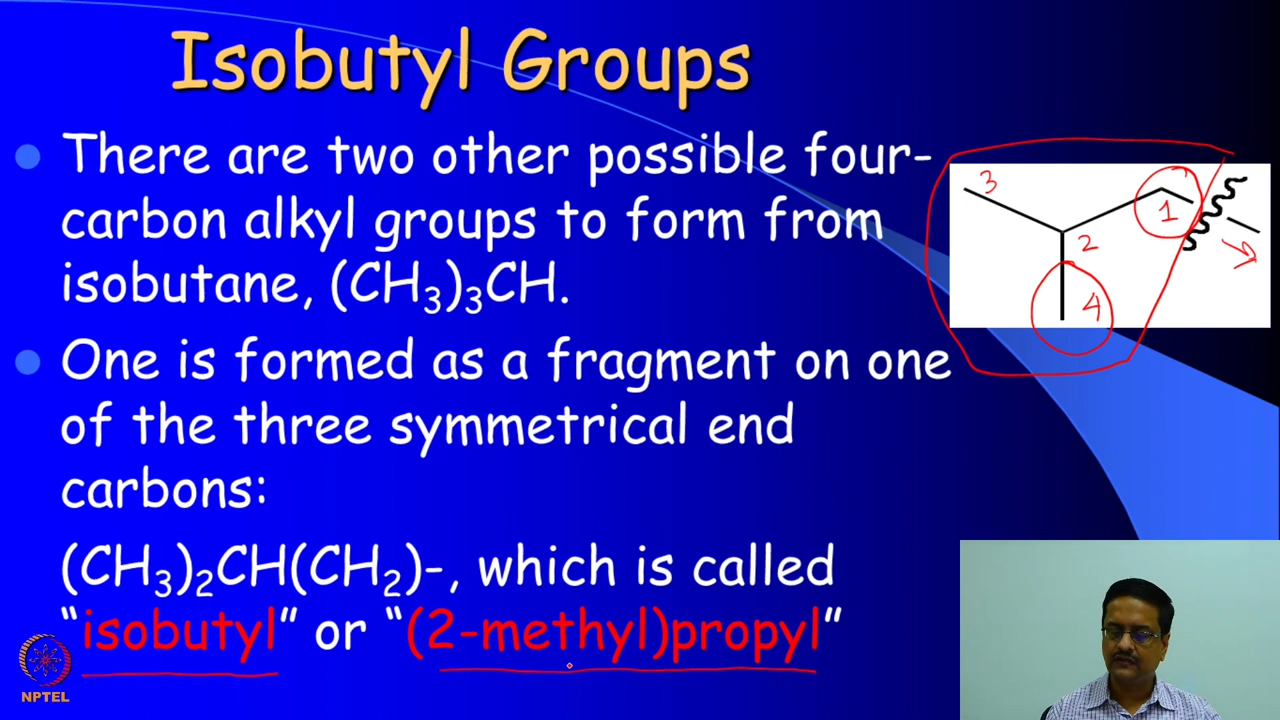 Isobutyl Groups
There are two other possible four-
carbon alkyl groups to form from
isobutane, (CH₃)₃CH.
One is formed as a fragment on one
of the three symmetrical end
carbons:
(CH₃)₂CH(CH₂)-, which is called
“isobutyl” or “(2-methyl)propyl”
3
1
2
4
NPTEL